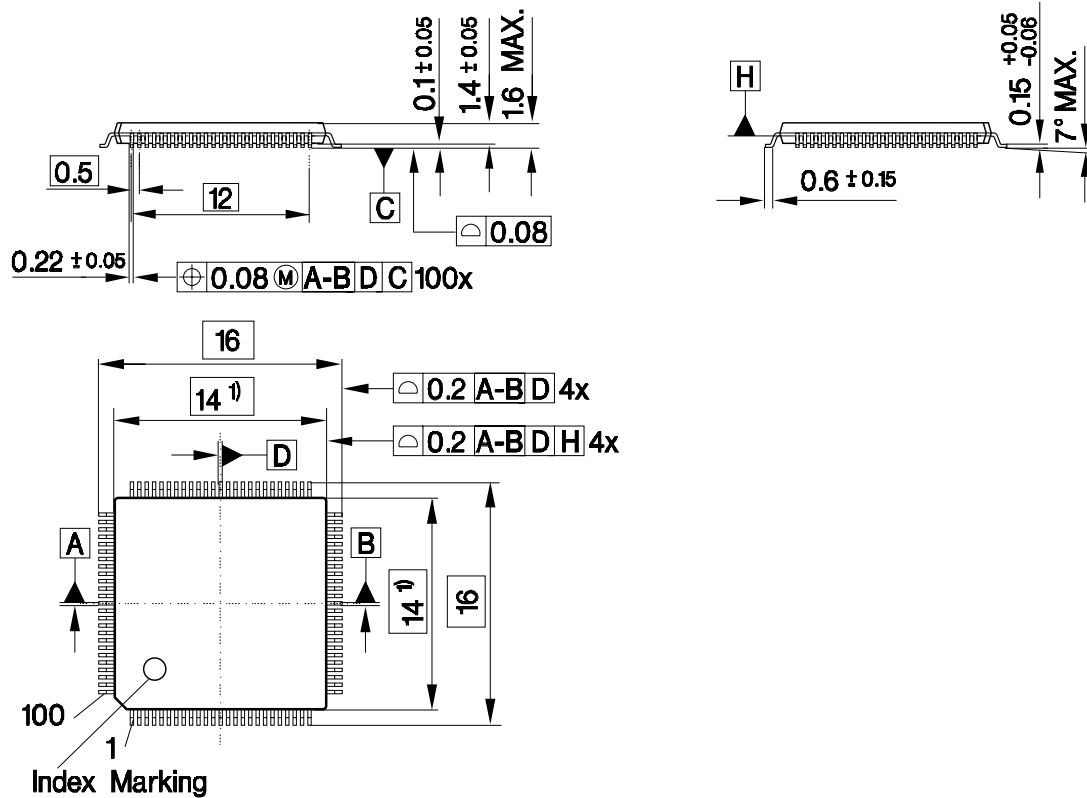 0.1 ± 0.05
1.4 ± 0.05
1.6 MAX.
H
0.15 +0.05 -0.06
7° MAX.
0.5
12
C
0.6 ± 0.15
0.08
0.22 ± 0.05
0.08 M A-B D C 100x
16
14 1)
0.2 A-B D 4x
0.2 A-B D H 4x
D
A
B
14 1)
16
100
1
Index Marking